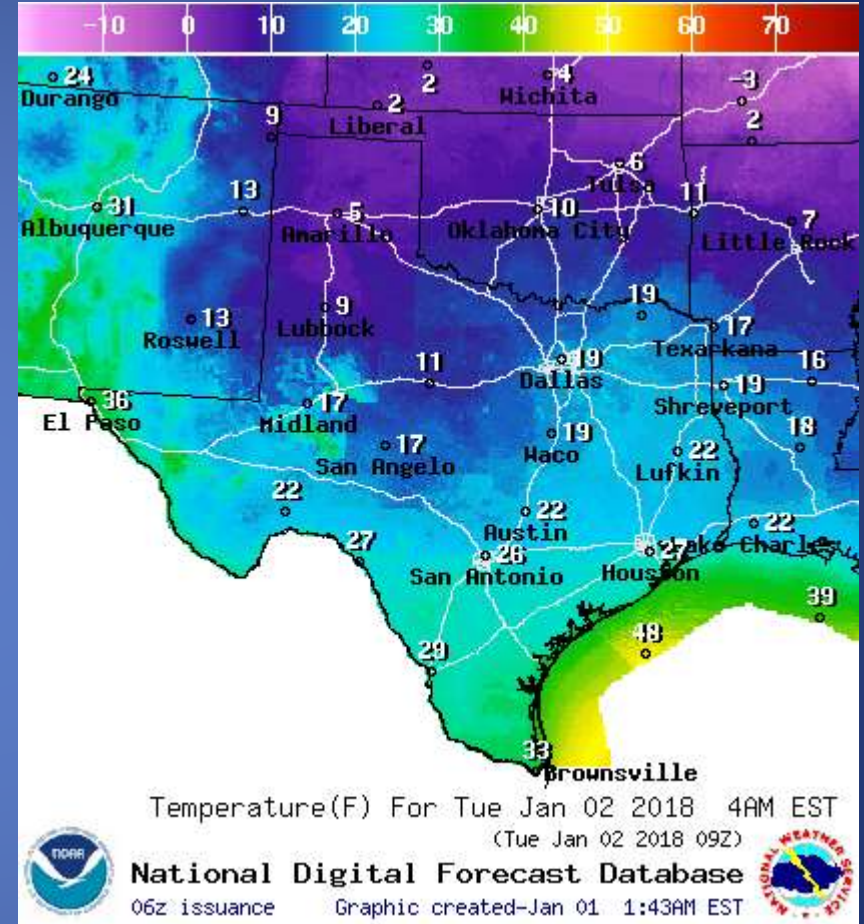 -10 0 10 20 30 40 50 60 70
24
Durango
2
4
Wichita
-3
2
Liberal
9
2
6
Tulsa
31
Albuquerque
13
5
Amarillo
10
Oklahoma City
11
7
Little Rock
13
Roswell
9
Lubbock
19
17
Texarkana
11
19
Dallas
16
19
Shreveport
36
El Paso
17
Midland
17
San Angelo
19
Waco
22
Lufkin
18
22
22
Austin
22
Lake Charles
27
26
San Antonio
27
Houston
39
48
29
33
Brownsville
Temperature(F) For Tue Jan 02 2018 4AM EST
(Tue Jan 02 2018 09Z)
National Digital Forecast Database
06z issuance Graphic created-Jan 01 1:43AM EST
NOAA
NATIONAL WEATHER SERVICE